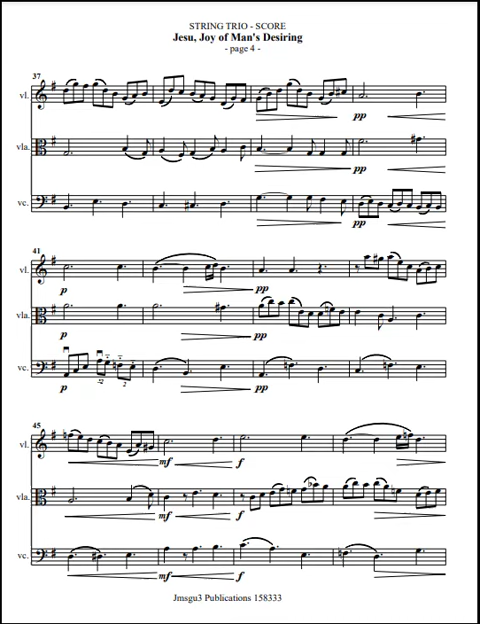 STRING TRIO - SCORE
Jesu, Joy of Man's Desiring
- page 4 -
37
vl.
pp
vla.
pp
vc.
pp
41
vl.
p
pp
vla.
p
pp
vc.
p
pp
45
vl.
mf
f
vla.
mf
f
vc.
mf
f
Jmsgu3 Publications 158333